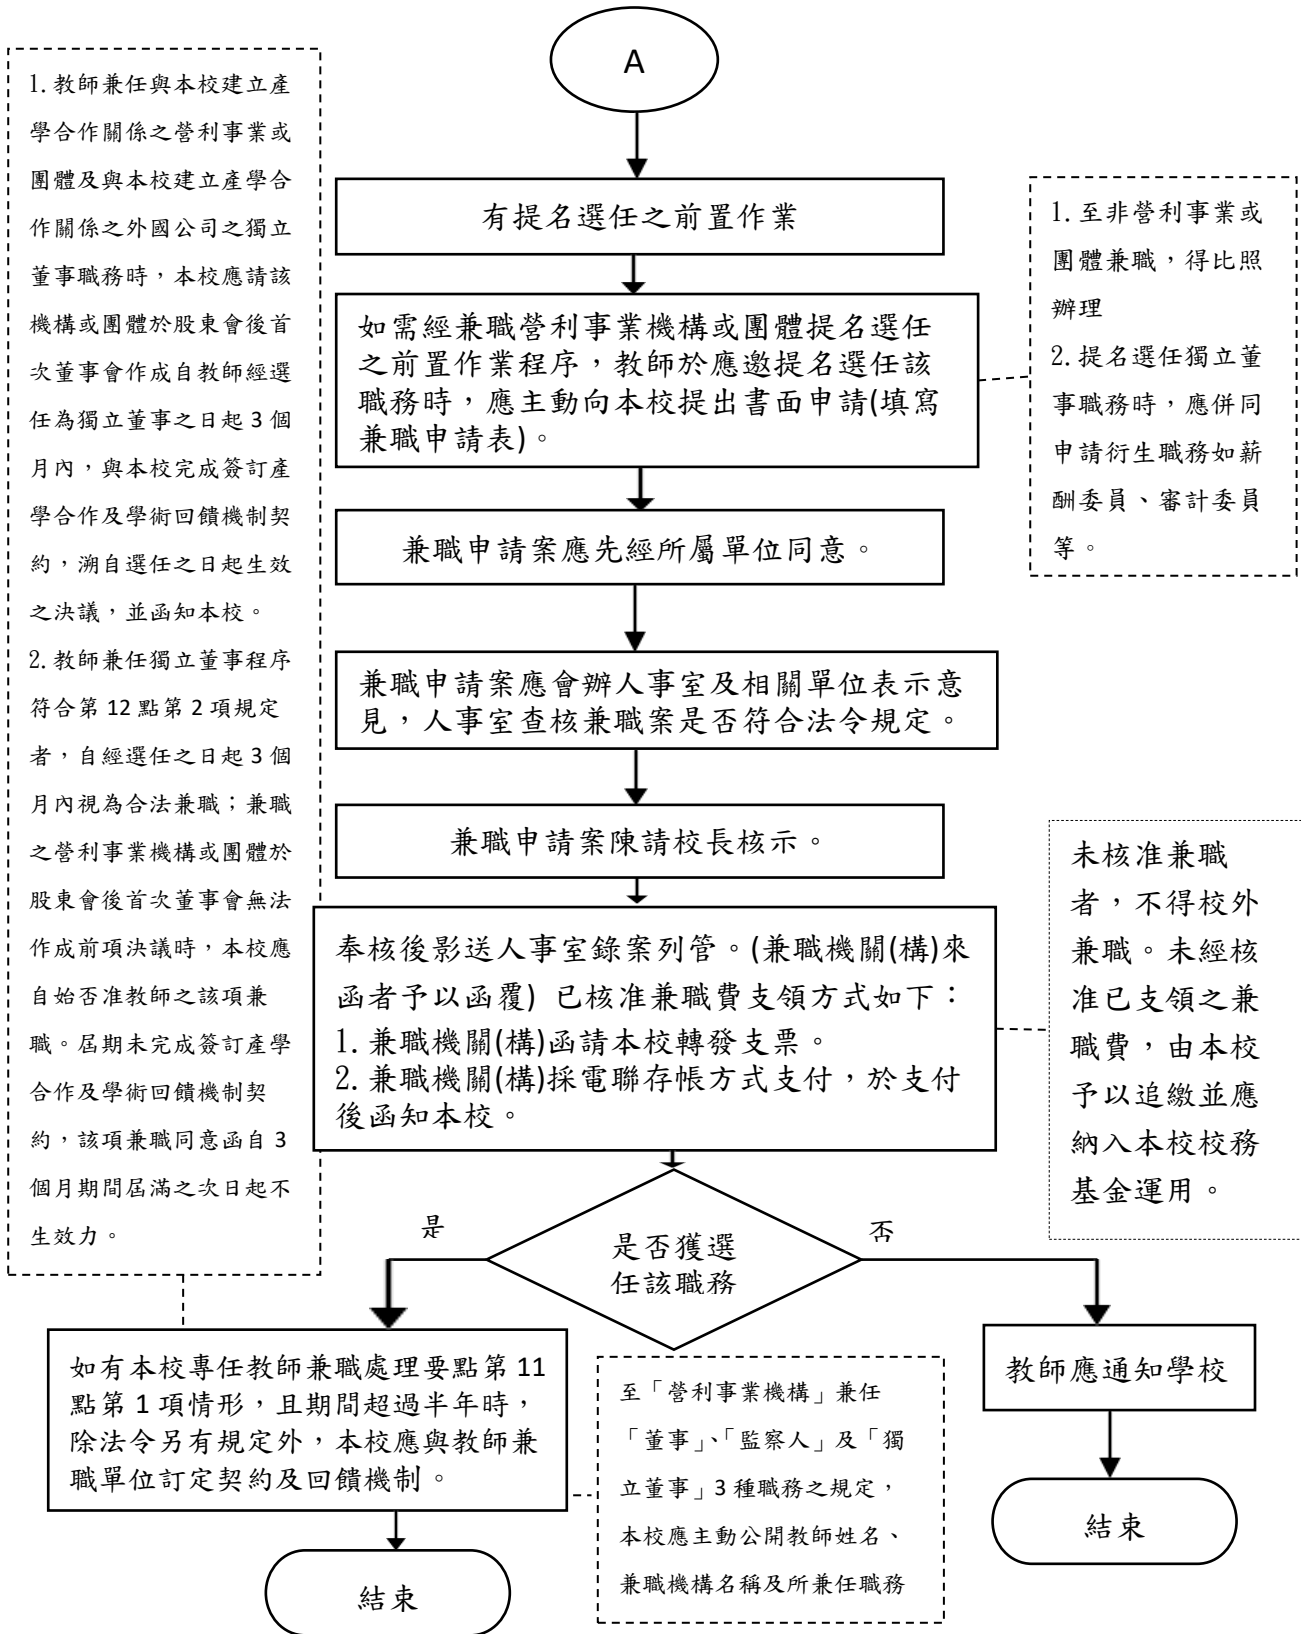 A
1. 教師兼任與本校建立產
學合作關係之營利事業或
團體及與本校建立產學合
作關係之外國公司之獨立
董事職務時，本校應請該
機構或團體於股東會後首
次董事會作成自教師經選
任為獨立董事之日起 3 個
月內，與本校完成簽訂產
學合作及學術回饋機制契
約，溯自選任之日起生效
之決議，並函知本校。
2. 教師兼任獨立董事程序
符合第 12 點第 2 項規定
者，自經選任之日起 3 個
月內視為合法兼職；兼職
之營利事業機構或團體於
股東會後首次董事會無法
作成前項決議時，本校應
自始否准教師之該項兼
職。屆期未完成簽訂產學
合作及學術回饋機制契
約，該項兼職同意函自 3
個月期間屆滿之次日起不
生效力。
有提名選任之前置作業
如需經兼職營利事業機構或團體提名選任
之前置作業程序，教師於應邀提名選任該
職務時，應主動向本校提出書面申請(填寫
兼職申請表)。
1. 至非營利事業或
團體兼職，得比照
辦理
2. 提名選任獨立董
事職務時，應併同
申請衍生職務如薪
酬委員、審計委員
等。
兼職申請案應先經所屬單位同意。
兼職申請案應會辦人事室及相關單位表示意
見，人事室查核兼職案是否符合法令規定。
兼職申請案陳請校長核示。
奉核後影送人事室錄案列管。(兼職機關(構)來
函者予以函覆) 已核准兼職費支領方式如下：
1. 兼職機關(構)函請本校轉發支票。
2. 兼職機關(構)採電聯存帳方式支付，於支付
後函知本校。
未核准兼職
者，不得校外
兼職。未經核
准已支領之兼
職費，由本校
予以追繳並應
納入本校校務
基金運用。
是否獲選
任該職務
是
否
如有本校專任教師兼職處理要點第 11
點第 1 項情形，且期間超過半年時，
除法令另有規定外，本校應與教師兼
職單位訂定契約及回饋機制。
至「營利事業機構」兼任
「董事」、「監察人」及「獨
立董事」3 種職務之規定，
本校應主動公開教師姓名、
兼職機構名稱及所兼任職務
教師應通知學校
結束
結束